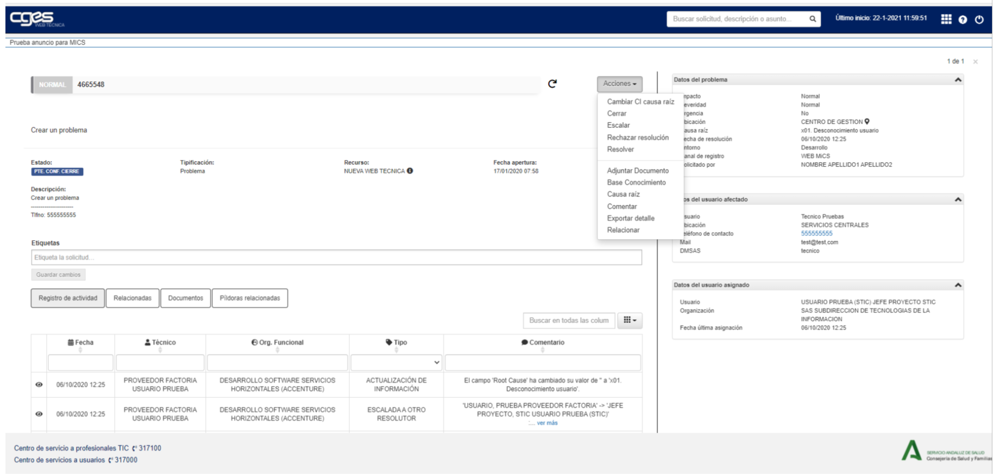 cges
WEB TÉCNICA
Buscar solicitud, descripción o asunto...
Último inicio: 22-1-2021 11:59:51
Prueba anuncio para MICS
1 de 1
NORMAL 4665548
Acciones
Cambiar CI causa raíz
Cerrar
Escalar
Rechazar resolución
Resolver
Adjuntar Documento
Base Conocimiento
Causa raíz
Comentar
Exportar detalle
Relacionar
Crear un problema
Estado:
PTE. CONF. CIERRE
Tipificación:
Problema
Recurso:
NUEVA WEB TECNICA
Fecha apertura:
17/01/2020 07:58
Descripción:
Crear un problema
-----------------------
Tlfno: 555555555
Etiquetas
Etiqueta la solicitud...
Guardar cambios
Registro de actividad
Relacionadas
Documentos
Píldoras relacionadas
Buscar en todas las colum
Fecha Técnico Org. Funcional Tipo Comentario
06/10/2020 12:25
PROVEEDOR FACTORIA
USUARIO PRUEBA
DESARROLLO SOFTWARE SERVICIOS
HORIZONTALES (ACCENTURE)
ACTUALIZACIÓN DE
INFORMACIÓN
El campo 'Root Cause' ha cambiado su valor de '' a 'x01.
Desconocimiento usuario'.
06/10/2020 12:25
PROVEEDOR FACTORIA
USUARIO PRUEBA
DESARROLLO SOFTWARE SERVICIOS
HORIZONTALES (ACCENTURE)
ESCALADA A OTRO
RESOLUTOR
'USUARIO, PRUEBA PROVEEDOR FACTORIA' -> 'JEFE
PROYECTO, STIC USUARIO PRUEBA (STIC)'
:... ver más
Datos del problema
mpacto Normal
everidad Normal
rgencia No
bicación CENTRO DE GESTION
ausa raíz x01. Desconocimiento usuario
echa de resolución 06/10/2020 12:25
ntorno Desarrollo
anal de registro WEB MiCS
olicitado por NOMBRE APELLIDO1 APELLIDO2
os del usuario afectado
suario Tecnico Pruebas
bicación SERVICIOS CENTRALES
eléfono de contacto 555555555
Mail test@test.com
DMSAS tecnico
Datos del usuario asignado
Usuario USUARIO PRUEBA (STIC) JEFE PROYECTO STIC
Organización SAS SUBDIRECCION DE TECNOLOGIAS DE LA
INFORMACION
Fecha última asignación 06/10/2020 12:25
Centro de servicio a profesionales TIC 317100
Centro de servicios a usuarios 317000
SERVICIO ANDALUZ DE SALUD
Consejería de Salud y Familias